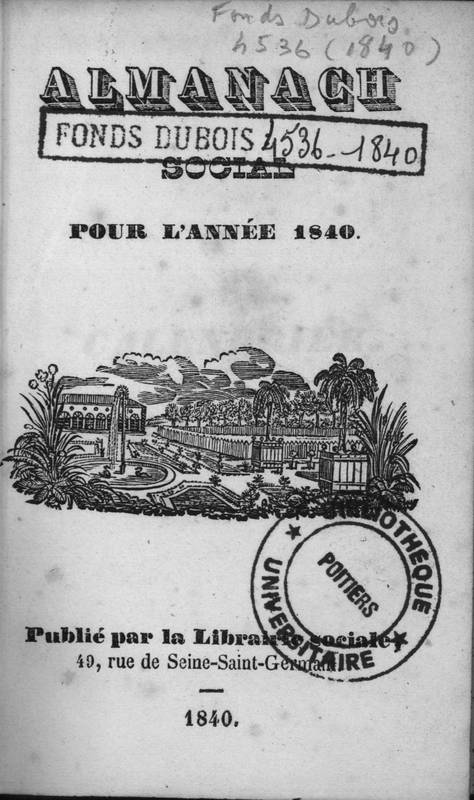 Fonds Dubois
4536 (1840)
ALMANACH
FONDS DUBOIS 4536-1840
SOCIAL
POUR L'ANNÉE 1840.
BIBLIOTHÈQUE
POITIERS
UNIVERSITAIRE
Publié par la Librairie sociale,
49, rue de Seine-Saint-Germain
1840.